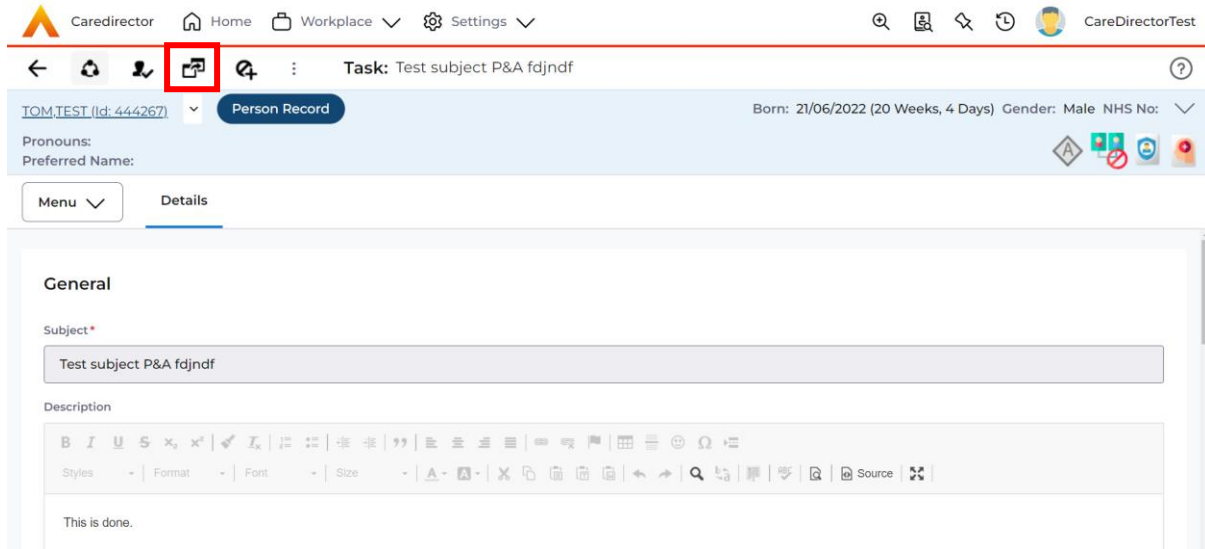 Caredirector Home Workplace Settings CareDirectorTest
Task: Test subject P&A fdjndf
TOM,TEST (Id: 444267) Person Record Born: 21/06/2022 (20 Weeks, 4 Days) Gender: Male NHS No:
Pronouns:
Preferred Name:
Menu Details
General
Subject*
Test subject P&A fdjndf
Description
Styles Format Font Size Source
This is done.